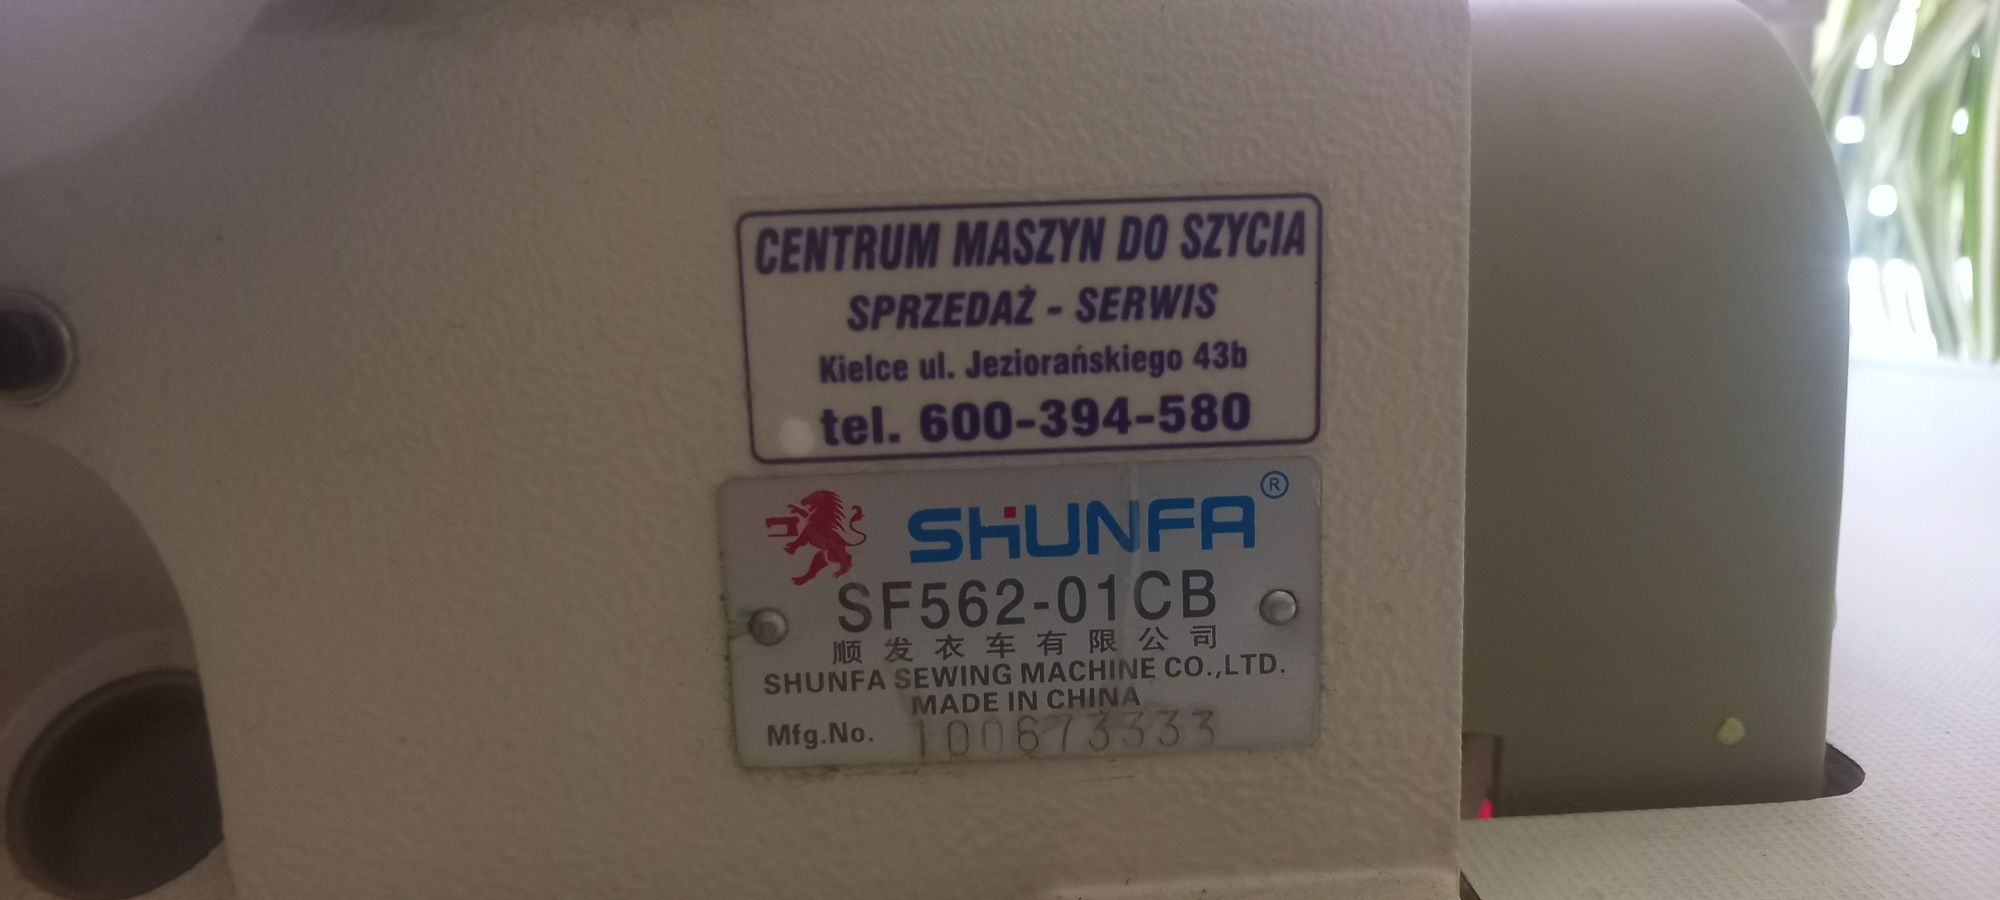 CENTRUM MASZYN DO SZYCIA
SPRZEDAŻ - SERWIS
Kielce ul. Jeziorańskiego 43b
tel. 600-394-580
SHUNFA ®
SF562-01CB
顺发衣车有限公司
SHUNFA SEWING MACHINE CO.,LTD.
MADE IN CHINA
Mfg.No. 100673333